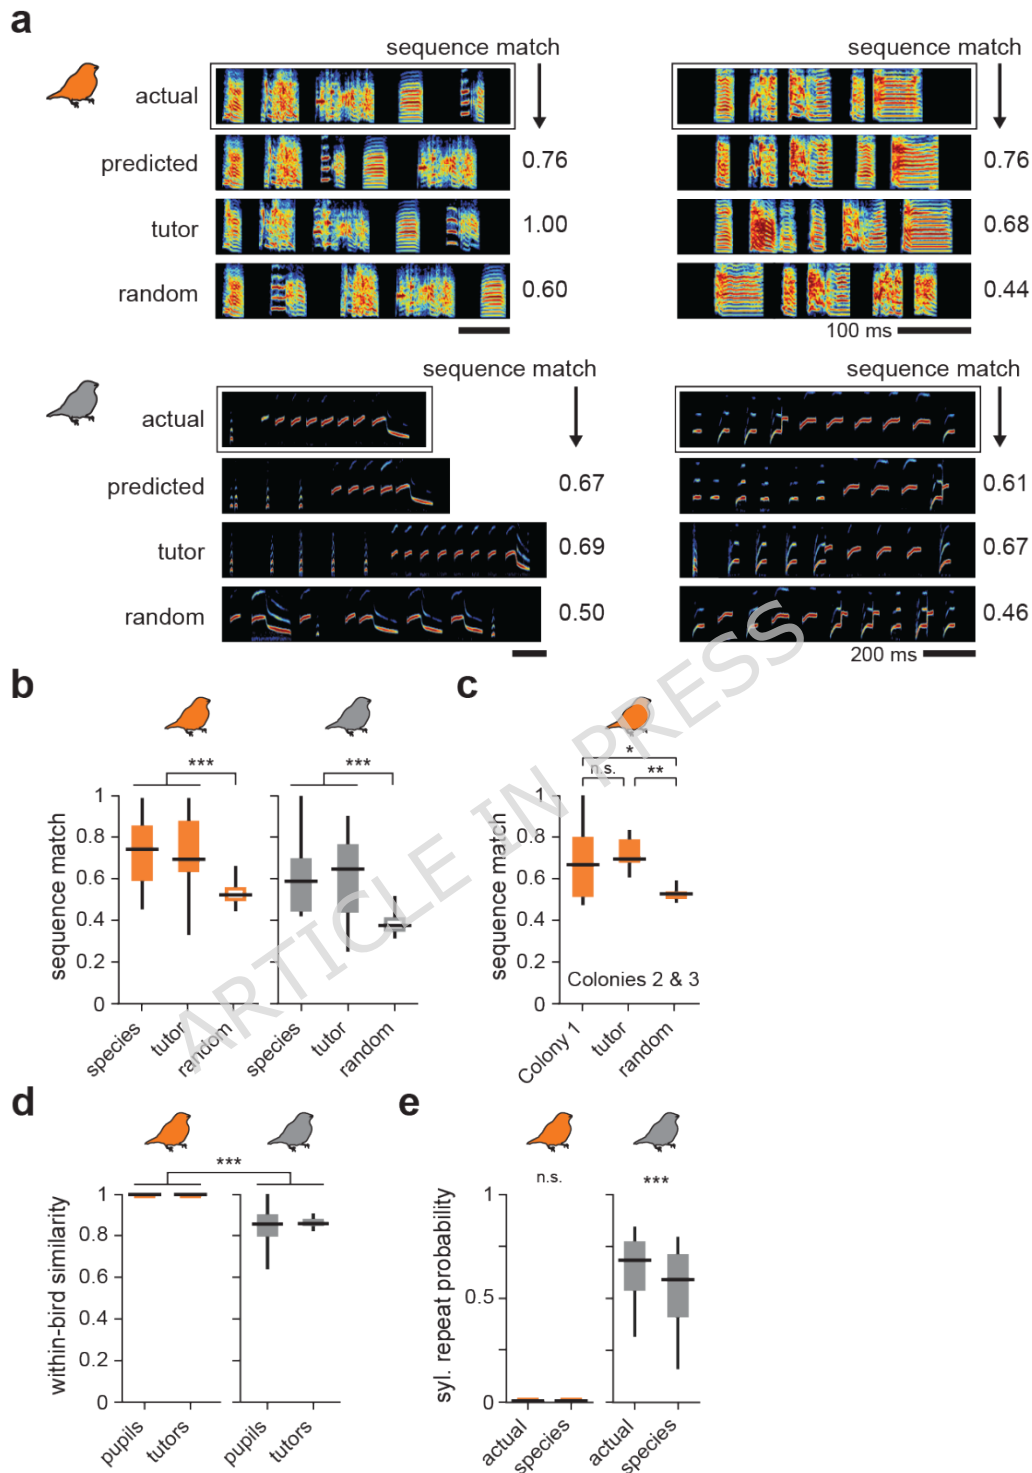 a
sequence match
sequence match
actual
predicted
0.76
0.76
tutor
1.00
0.68
random
0.60
0.44
100 ms
sequence match
sequence match
actual
predicted
0.67
0.61
tutor
0.69
0.67
random
0.50
0.46
200 ms
b
c
***
***
*
n.s.
**
1
0.8
0.6
0.4
0.2
0
sequence match
species
tutor
random
species
tutor
random
1
0.8
0.6
0.4
0.2
0
sequence match
Colonies 2 & 3
Colony 1
tutor
random
ARTICLE IN PRESS
d
e
***
n.s.
***
1
0.8
0.6
0.4
0.2
0
within-bird similarity
pupils
tutors
pupils
tutors
1
0.5
0
syl. repeat probability
actual
species
actual
species